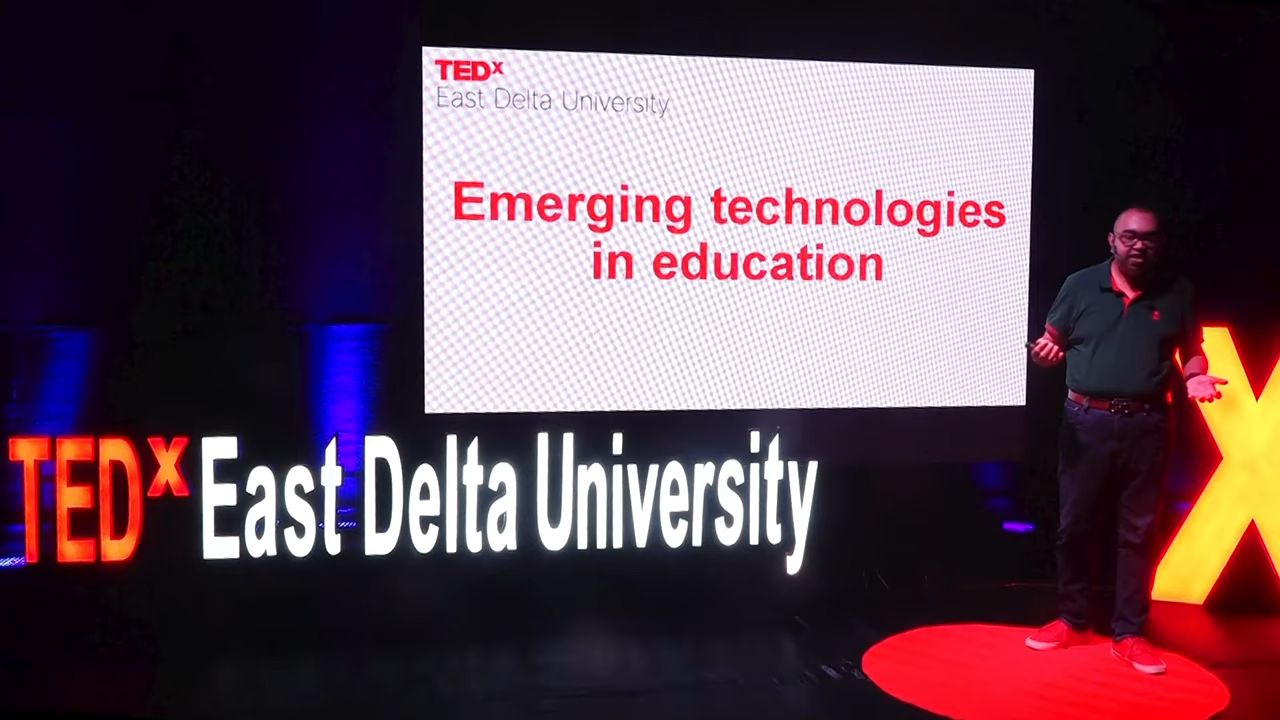 TEDx
East Delta University
Emerging technologies
in education
TEDx East Delta University
X